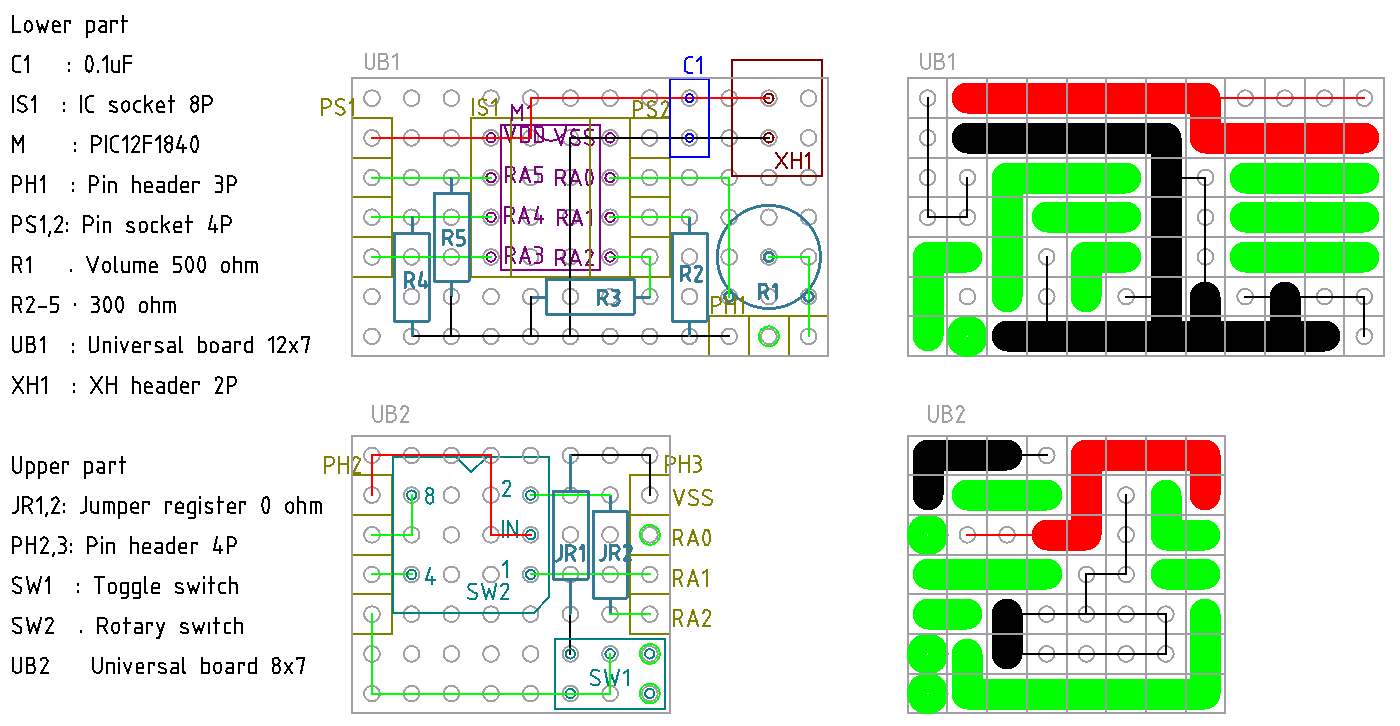 Lower part
C1 : 0.1uF
IS1 : IC socket 8P
M : PIC12F1840
PH1 : Pin header 3P
PS1,2: Pin socket 4P
R1 . Volume 500 ohm
R2-5 · 300 ohm
UB1 : Universal board 12x7
XH1 : XH header 2P
Upper part
JR1,2: Jumper register 0 ohm
PH2,3: Pin header 4P
SW1 : Toggle switch
SW2 . Rotary switch
UB2 Universal board 8x7
UB1
C1
PS1
IS1
M1
PS2
VDD VSS
XH1
RA5 RA0
RA4 RA1
R5
RA3 RA2
R4
R2
R3
R1
PH1
UB1
UB2
PH2
PH3
8
2
VSS
IN
RA0
JR1
JR2
4
1
RA1
SW2
RA2
SW1
UB2